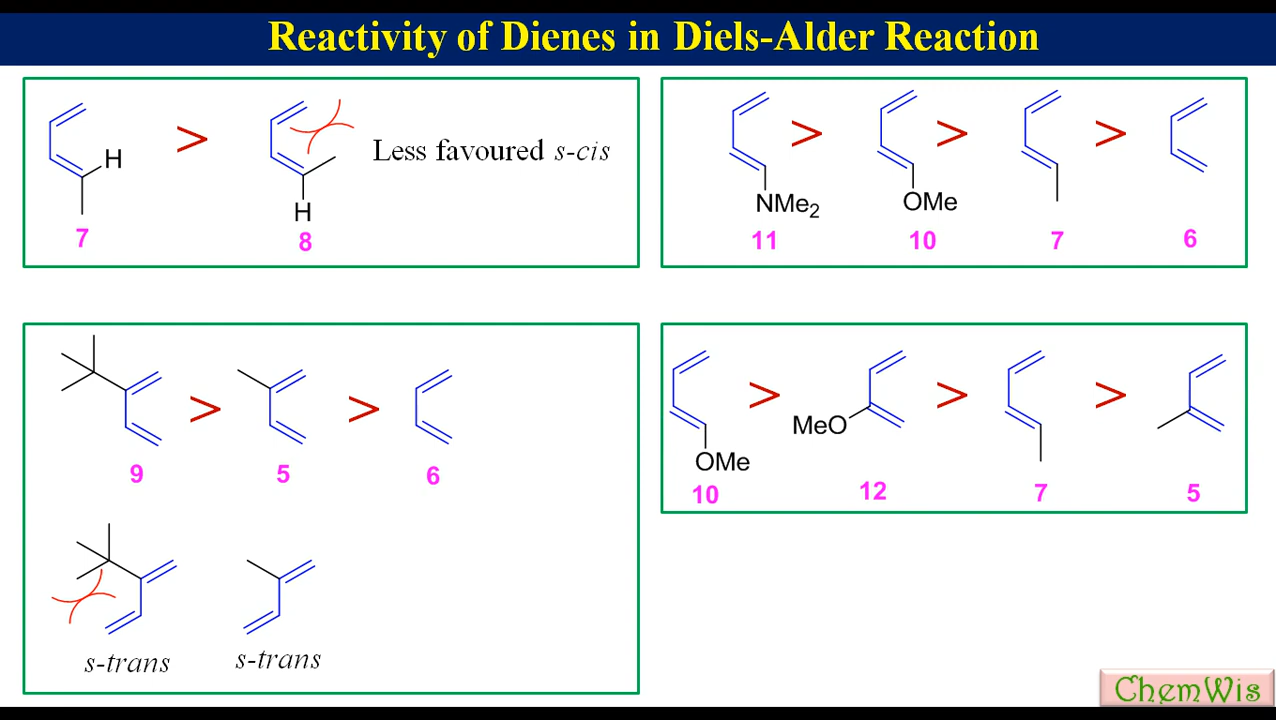 Reactivity of Dienes in Diels-Alder Reaction
H
>
H
Less favoured s-cis
7
8
> > >
NMe2
OMe
11
10
7
6
> >
9
5
6
s-trans
s-trans
> > >
MeO
OMe
10
12
7
5
ChemWis